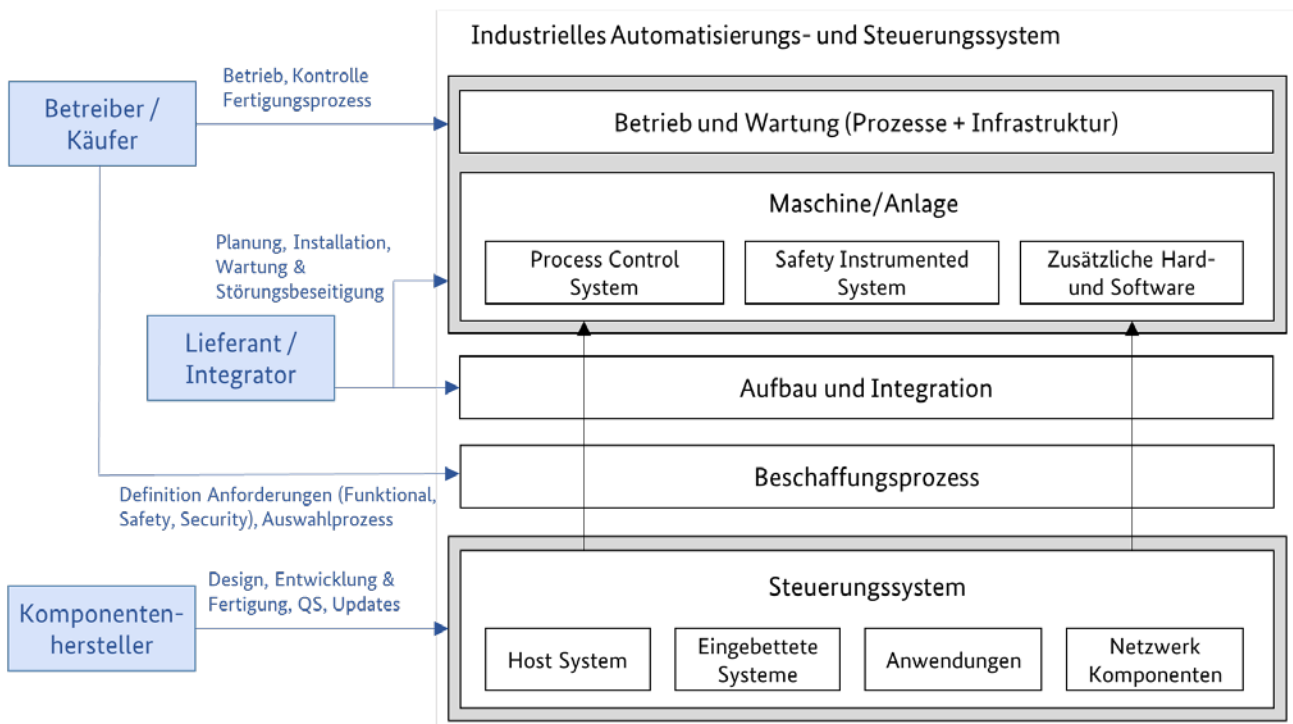 Industrielles Automatisierungs- und Steuerungssystem
Betreiber /
Käufer
Betrieb, Kontrolle
Fertigungsprozess
Betrieb und Wartung (Prozesse + Infrastruktur)
Maschine/Anlage
Process Control
System
Safety Instrumented
System
Zusätzliche Hard-
und Software
Planung, Installation,
Wartung &
Störungsbeseitigung
Lieferant /
Integrator
Aufbau und Integration
Beschaffungsprozess
Definition Anforderungen (Funktional,
Safety, Security), Auswahlprozess
Komponenten-
hersteller
Design, Entwicklung &
Fertigung, QS, Updates
Steuerungssystem
Host System
Eingebettete
Systeme
Anwendungen
Netzwerk
Komponenten